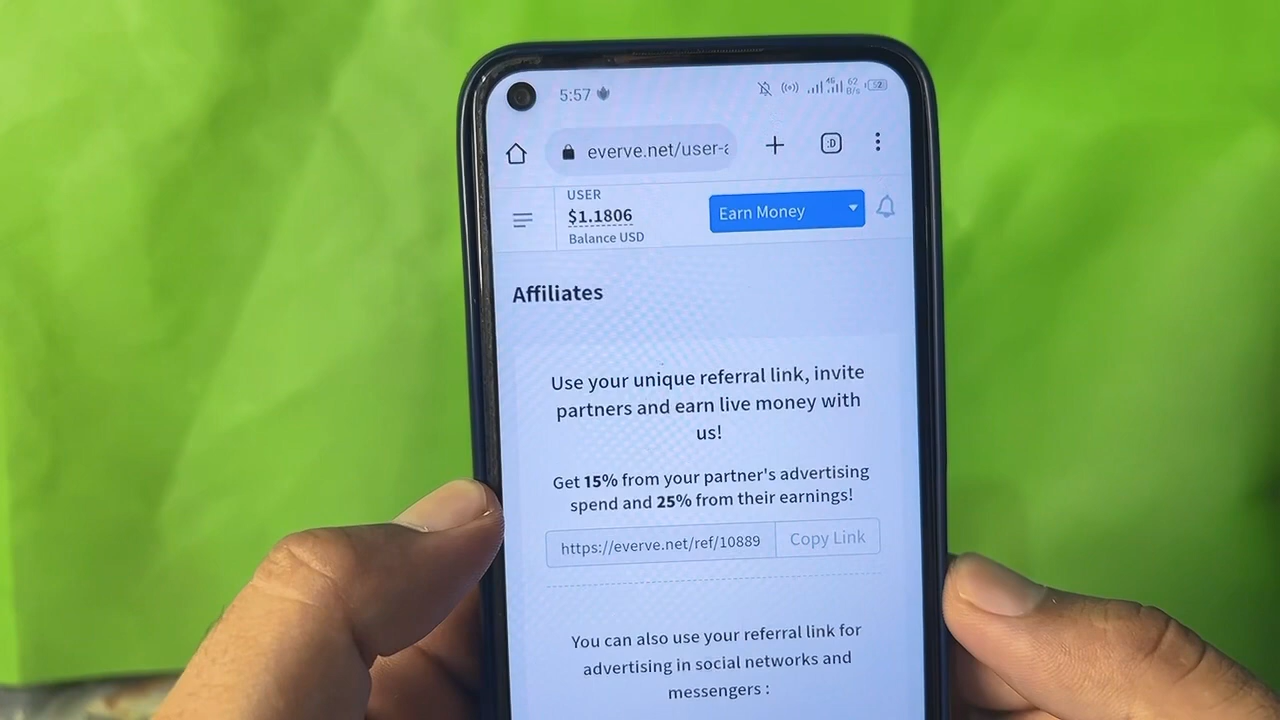 5:57
4G 62 B/s 52
everve.net/user-a
:D
USER
$1.1806
Balance USD
Earn Money
Affiliates
Use your unique referral link, invite
partners and earn live money with
us!
Get 15% from your partner's advertising
spend and 25% from their earnings!
https://everve.net/ref/10889
Copy Link
You can also use your referral link for
advertising in social networks and
messengers :